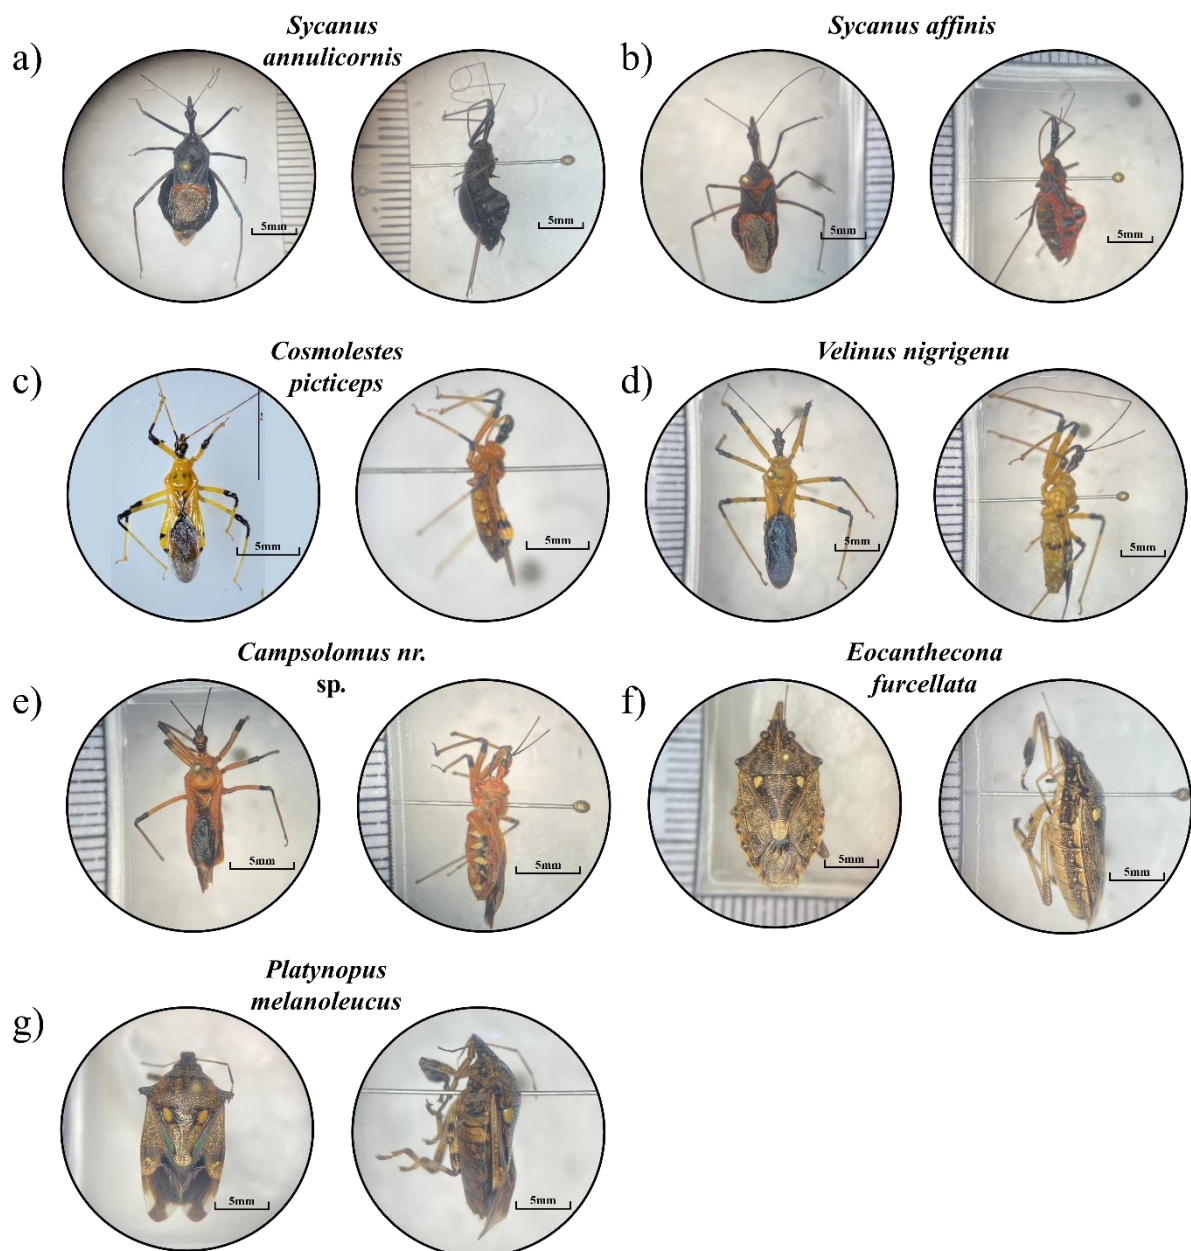 Sycanus
annulicornis
a)
5mm
5mm
Sycanus affinis
b)
5mm
5mm
Cosmolestes
picticeps
c)
5mm
5mm
Velinus nigrigenu
d)
5mm
5mm
Campsolomus nr.
sp.
e)
5mm
5mm
Eocanthecona
furcellata
f)
5mm
5mm
Platynopus
melanoleucus
g)
5mm
5mm